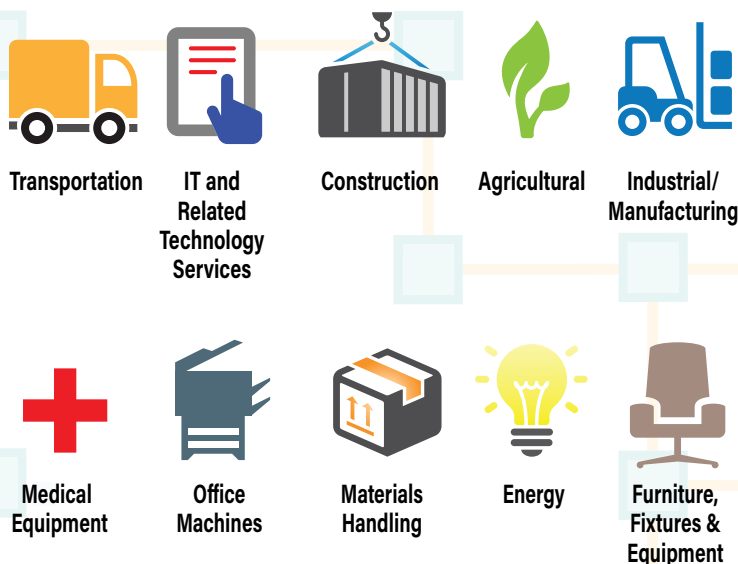 Transportation
IT and
Related
Technology
Services
Construction
Agricultural
Industrial/
Manufacturing
Medical
Equipment
Office
Machines
Materials
Handling
Energy
Furniture,
Fixtures &
Equipment